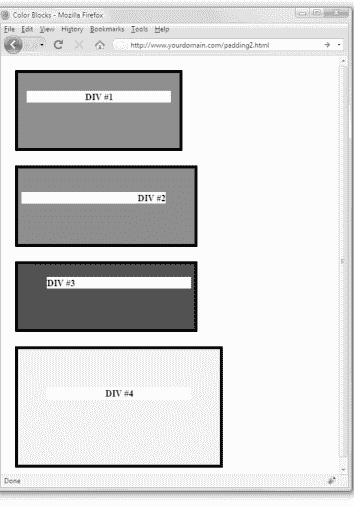 Color Blocks - Mozilla Firefox
File Edit View History Bookmarks Tools Help
http://www.yourdomain.com/padding2.html
DIV #1
DIV #2
DIV #3
DIV #4
Done